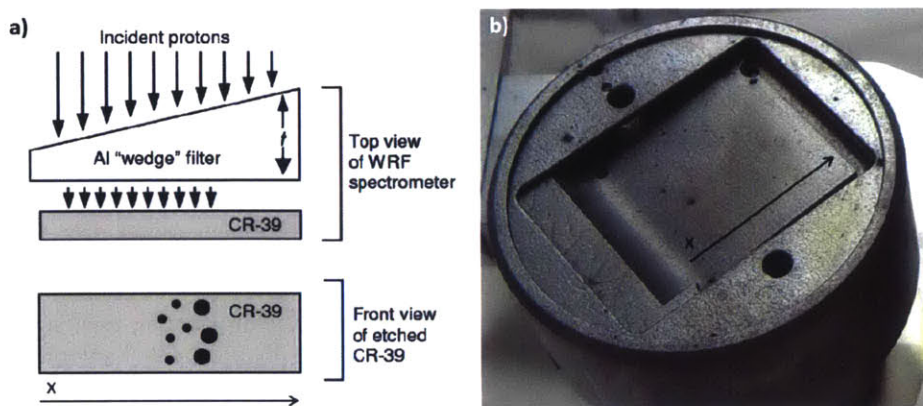 a)
Incident protons
t
Al "wedge" filter
Top view
of WRF
spectrometer
CR-39
CR-39
Front view
of etched
CR-39
x
b)
x